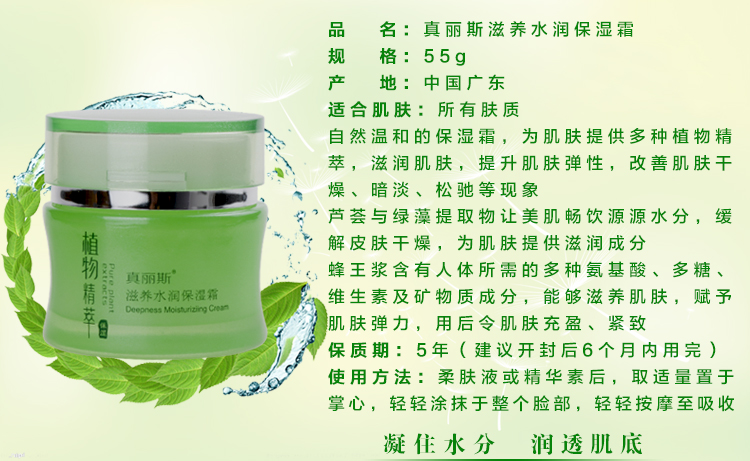 品 名：真丽斯滋养水润保湿霜
规 格：55g
产 地：中国广东
适合肌肤：所有肤质
自然温和的保湿霜，为肌肤提供多种植物精
萃，滋润肌肤，提升肌肤弹性，改善肌肤干
燥、暗淡、松驰等现象
芦荟与绿藻提取物让美肌畅饮源源水分，缓
解皮肤干燥，为肌肤提供滋润成分
蜂王浆含有人体所需的多种氨基酸、多糖、
维生素及矿物质成分，能够滋养肌肤，赋予
肌肤弹力，用后令肌肤充盈、紧致
保质期：5年（建议开封后6个月内用完）
使用方法：柔肤液或精华素后，取适量置于
掌心，轻轻涂抹于整个脸部，轻轻按摩至吸收
凝住水分 润透肌底
植物精萃
Pure plant
extracts
保湿
真丽斯®
滋养水润保湿霜
Deepness Moisturizing Cream